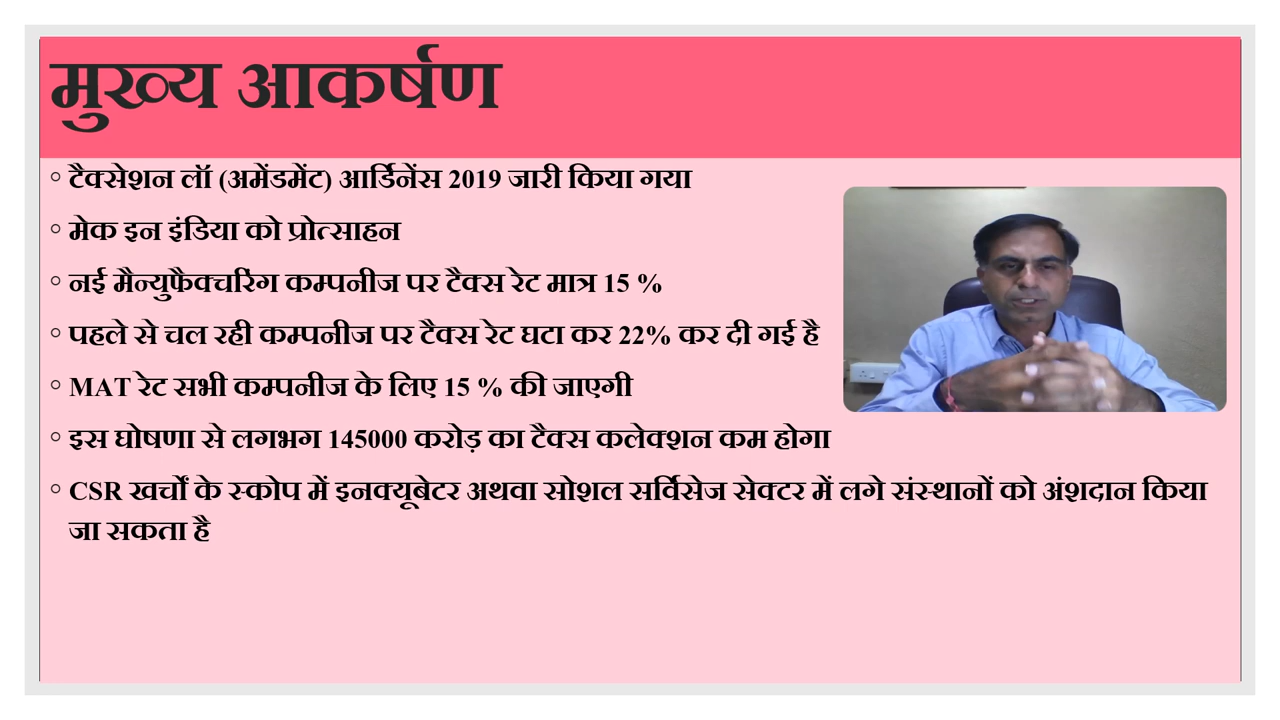 मुख्य आकर्षण
◦ टैक्सेशन लॉ (अमेंडमेंट) आर्डिनेंस 2019 जारी किया गया
◦ मेक इन इंडिया को प्रोत्साहन
◦ नई मैन्युफैक्चरिंग कम्पनीज पर टैक्स रेट मात्र 15 %
◦ पहले से चल रही कम्पनीज पर टैक्स रेट घटा कर 22% कर दी गई है
◦ MAT रेट सभी कम्पनीज के लिए 15 % की जाएगी
◦ इस घोषणा से लगभग 145000 करोड़ का टैक्स कलेक्शन कम होगा
◦ CSR खर्चों के स्कोप में इनक्यूबेटर अथवा सोशल सर्विसेज सेक्टर में लगे संस्थानों को अंशदान किया
जा सकता है